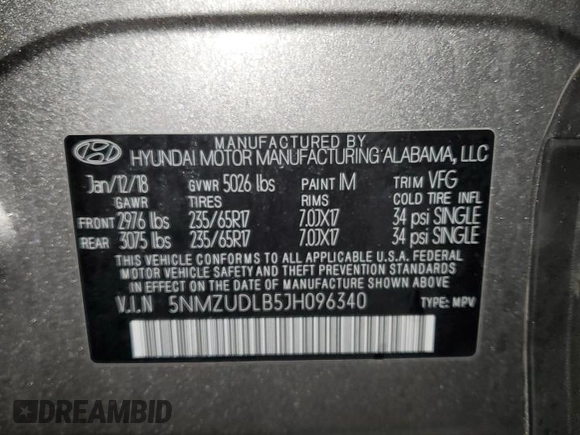 MANUFACTURED BY
HYUNDAI MOTOR MANUFACTURING ALABAMA, LLC
Jan/12/18 GVWR 5026 lbs PAINT IM TRIM VFG
GAWR TIRES RIMS COLD TIRE INFL
FRONT 2976 lbs 235/65R17 7.0JX17 34 psi SINGLE
REAR 3075 lbs 235/65R17 7.0JX17 34 psi SINGLE
THIS VEHICLE CONFORMS TO ALL APPLICABLE U.S.A. FEDERAL
MOTOR VEHICLE SAFETY, BUMPER, AND THEFT PREVENTION
STANDARDS IN EFFECT ON THE DATE OF MANUFACTURE SHOWN ABOVE.
V.I.N 5NMZUDLB5JH096340 TYPE: MPV
DREAMBID